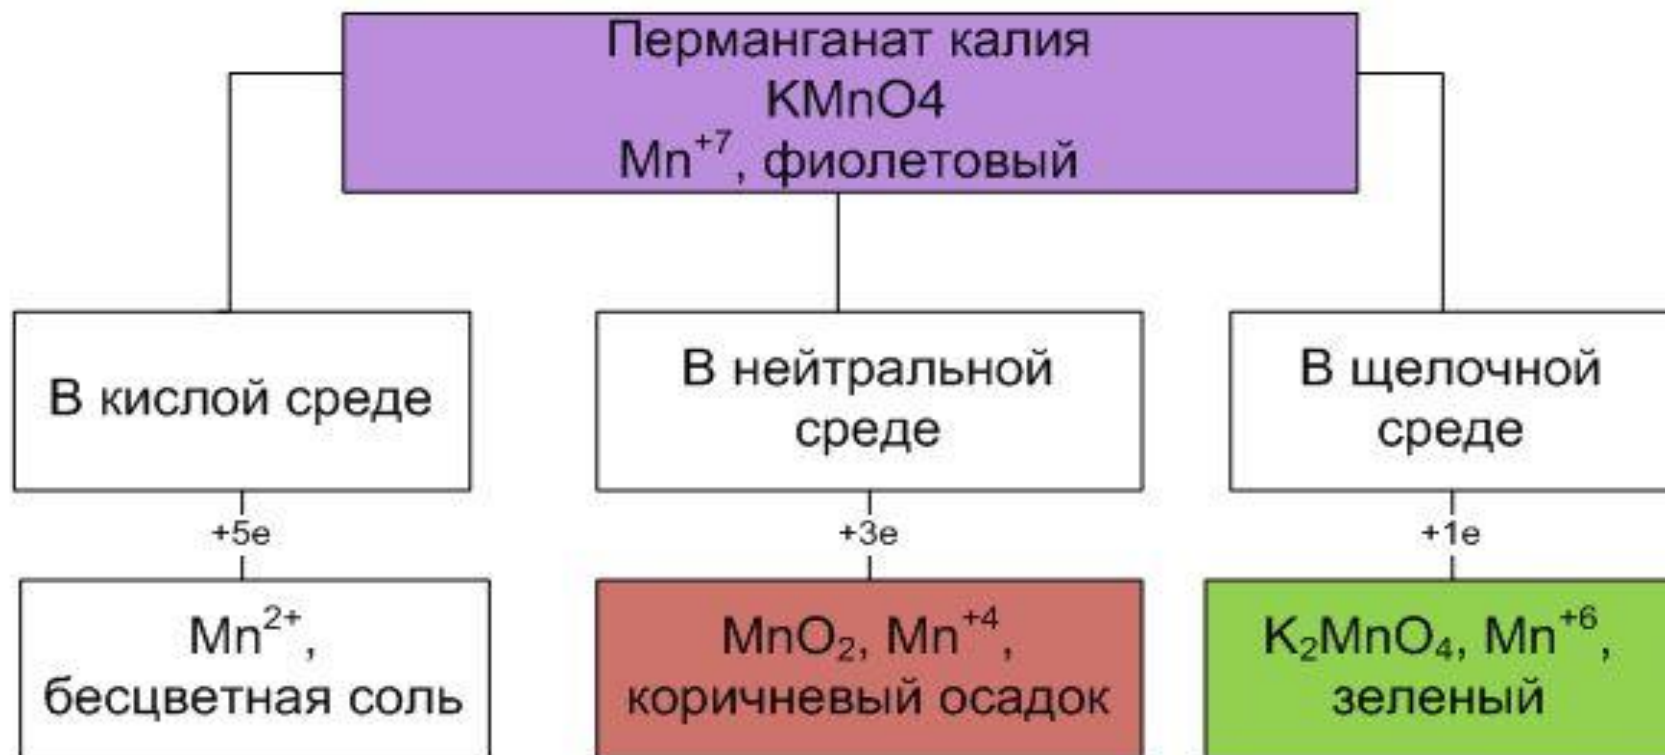 Перманганат калия
KMnO4
Mn⁺⁷, фиолетовый
В кислой среде
В нейтральной
среде
В щелочной
среде
+5e
+3e
+1e
Mn²⁺,
бесцветная соль
MnO₂, Mn⁺⁴,
коричневый осадок
K₂MnO₄, Mn⁺⁶,
зеленый